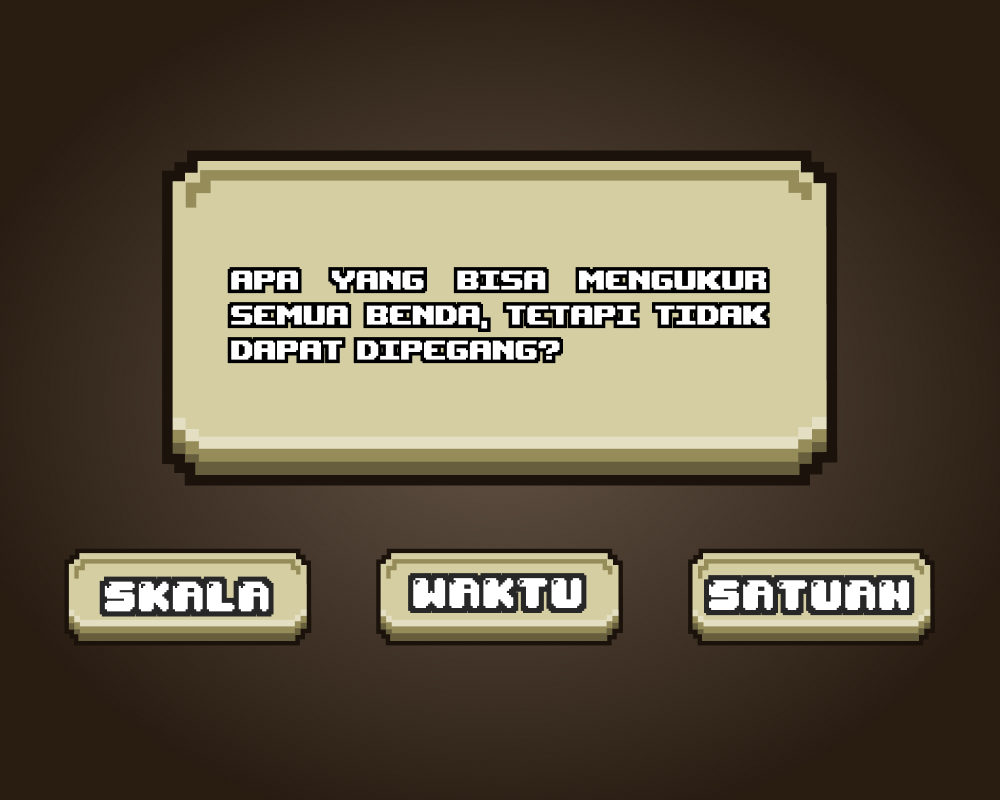 APA YANG BISA MENGUKUR
SEMUA BENDA, TETAPI TIDAK
DAPAT DIPEGANG?
SKALA
WAKTU
SATUAN